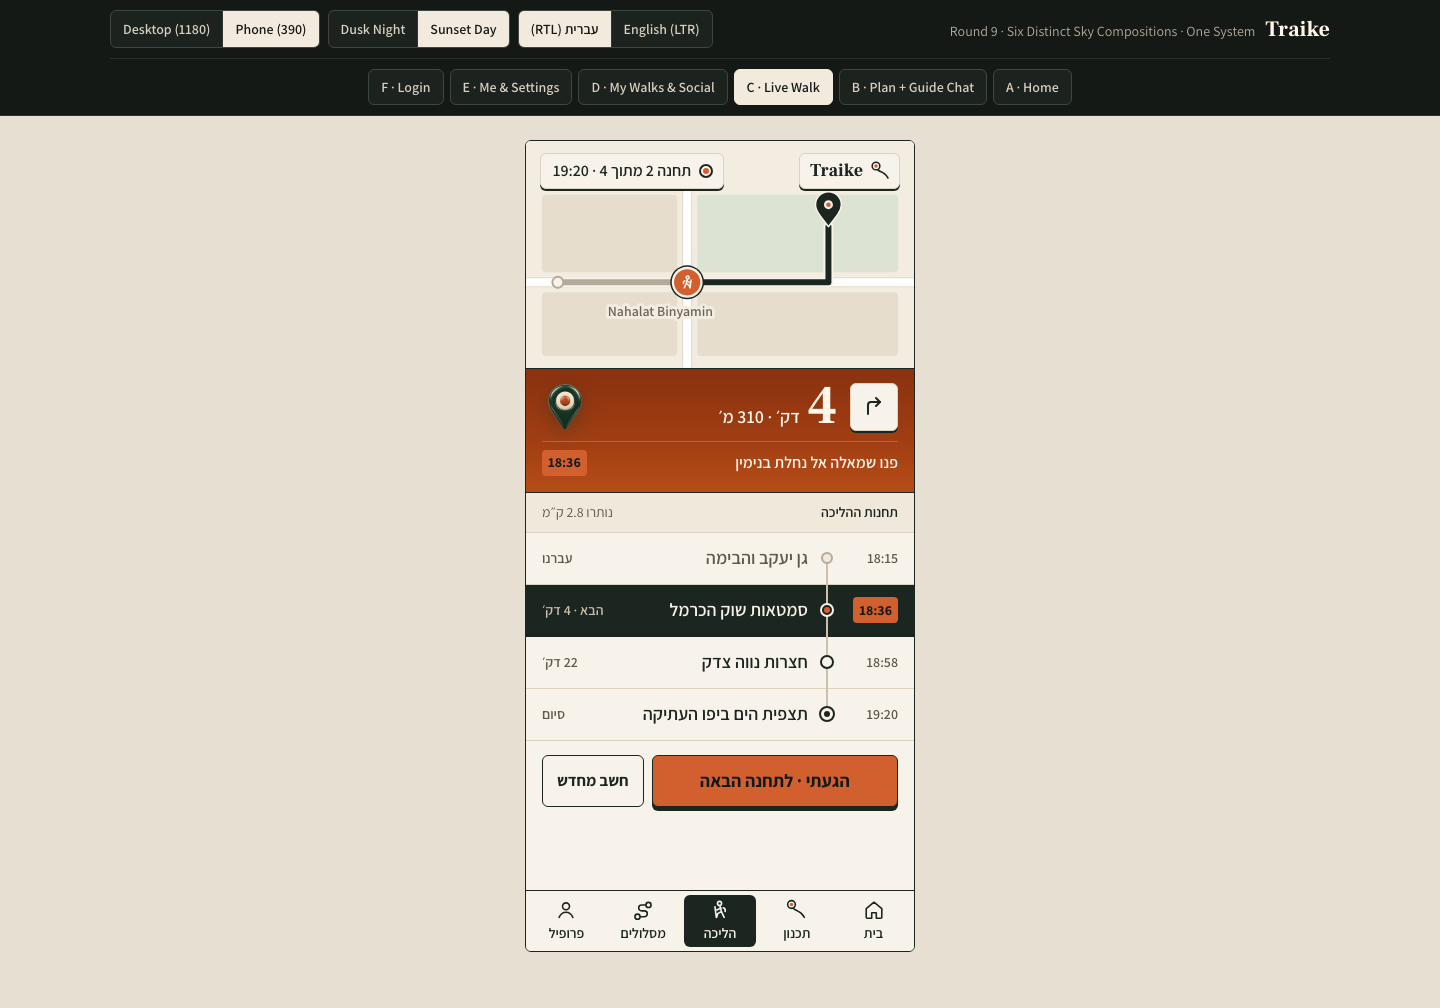 Traike
Round 9 · Six Distinct Sky Compositions · One System
English (LTR)
עברית (RTL)
Sunset Day
Dusk Night
Phone (390)
Desktop (1180)
A · Home
B · Plan + Guide Chat
C · Live Walk
D · My Walks & Social
E · Me & Settings
F · Login
Traike
תחנה 2 מתוך 4 · 19:20
Nahalat Binyamin
4 דק׳ · 310 מ׳
פנו שמאלה אל נחלת בנימין
18:36
תחנות ההליכה
נותרו 2.8 ק״מ
18:15 גן יעקב והבימה עברנו
18:36 סמטאות שוק הכרמל הבא · 4 דק׳
18:58 חצרות נווה צדק 22 דק׳
19:20 תצפית הים ביפו העתיקה סיום
הגעתי · לתחנה הבאה
חשב מחדש
בית
תכנון
הליכה
מסלולים
פרופיל